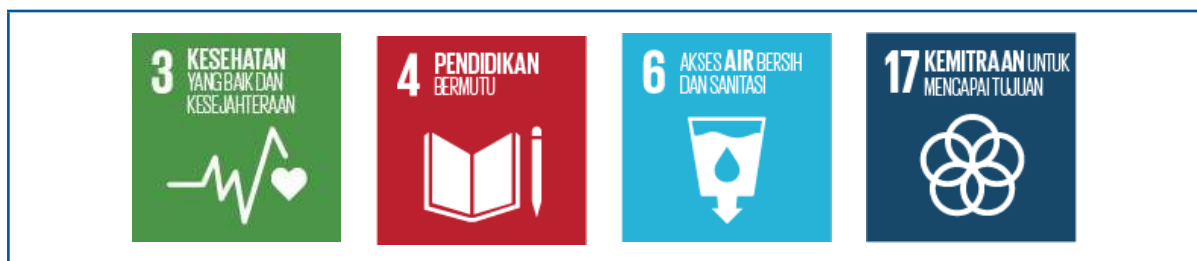 3 KESEHATAN
YANG BAIK DAN
KESEJAHTERAAN
4 PENDIDIKAN
BERMUTU
6 AKSES AIR BERSIH
DAN SANITASI
17 KEMITRAAN UNTUK
MENCAPAI TUJUAN